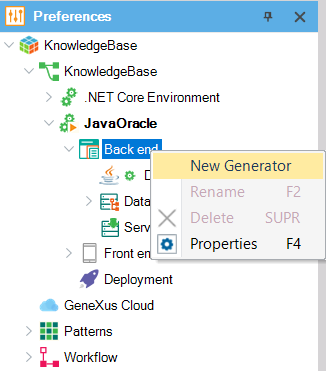 Preferences
KnowledgeBase
KnowledgeBase
.NET Core Environment
JavaOracle
Back end
New Generator
D
Rename F2
Data
Delete SUPR
Serv
Properties F4
Front en
Deployment
GeneXus Cloud
Patterns
Workflow